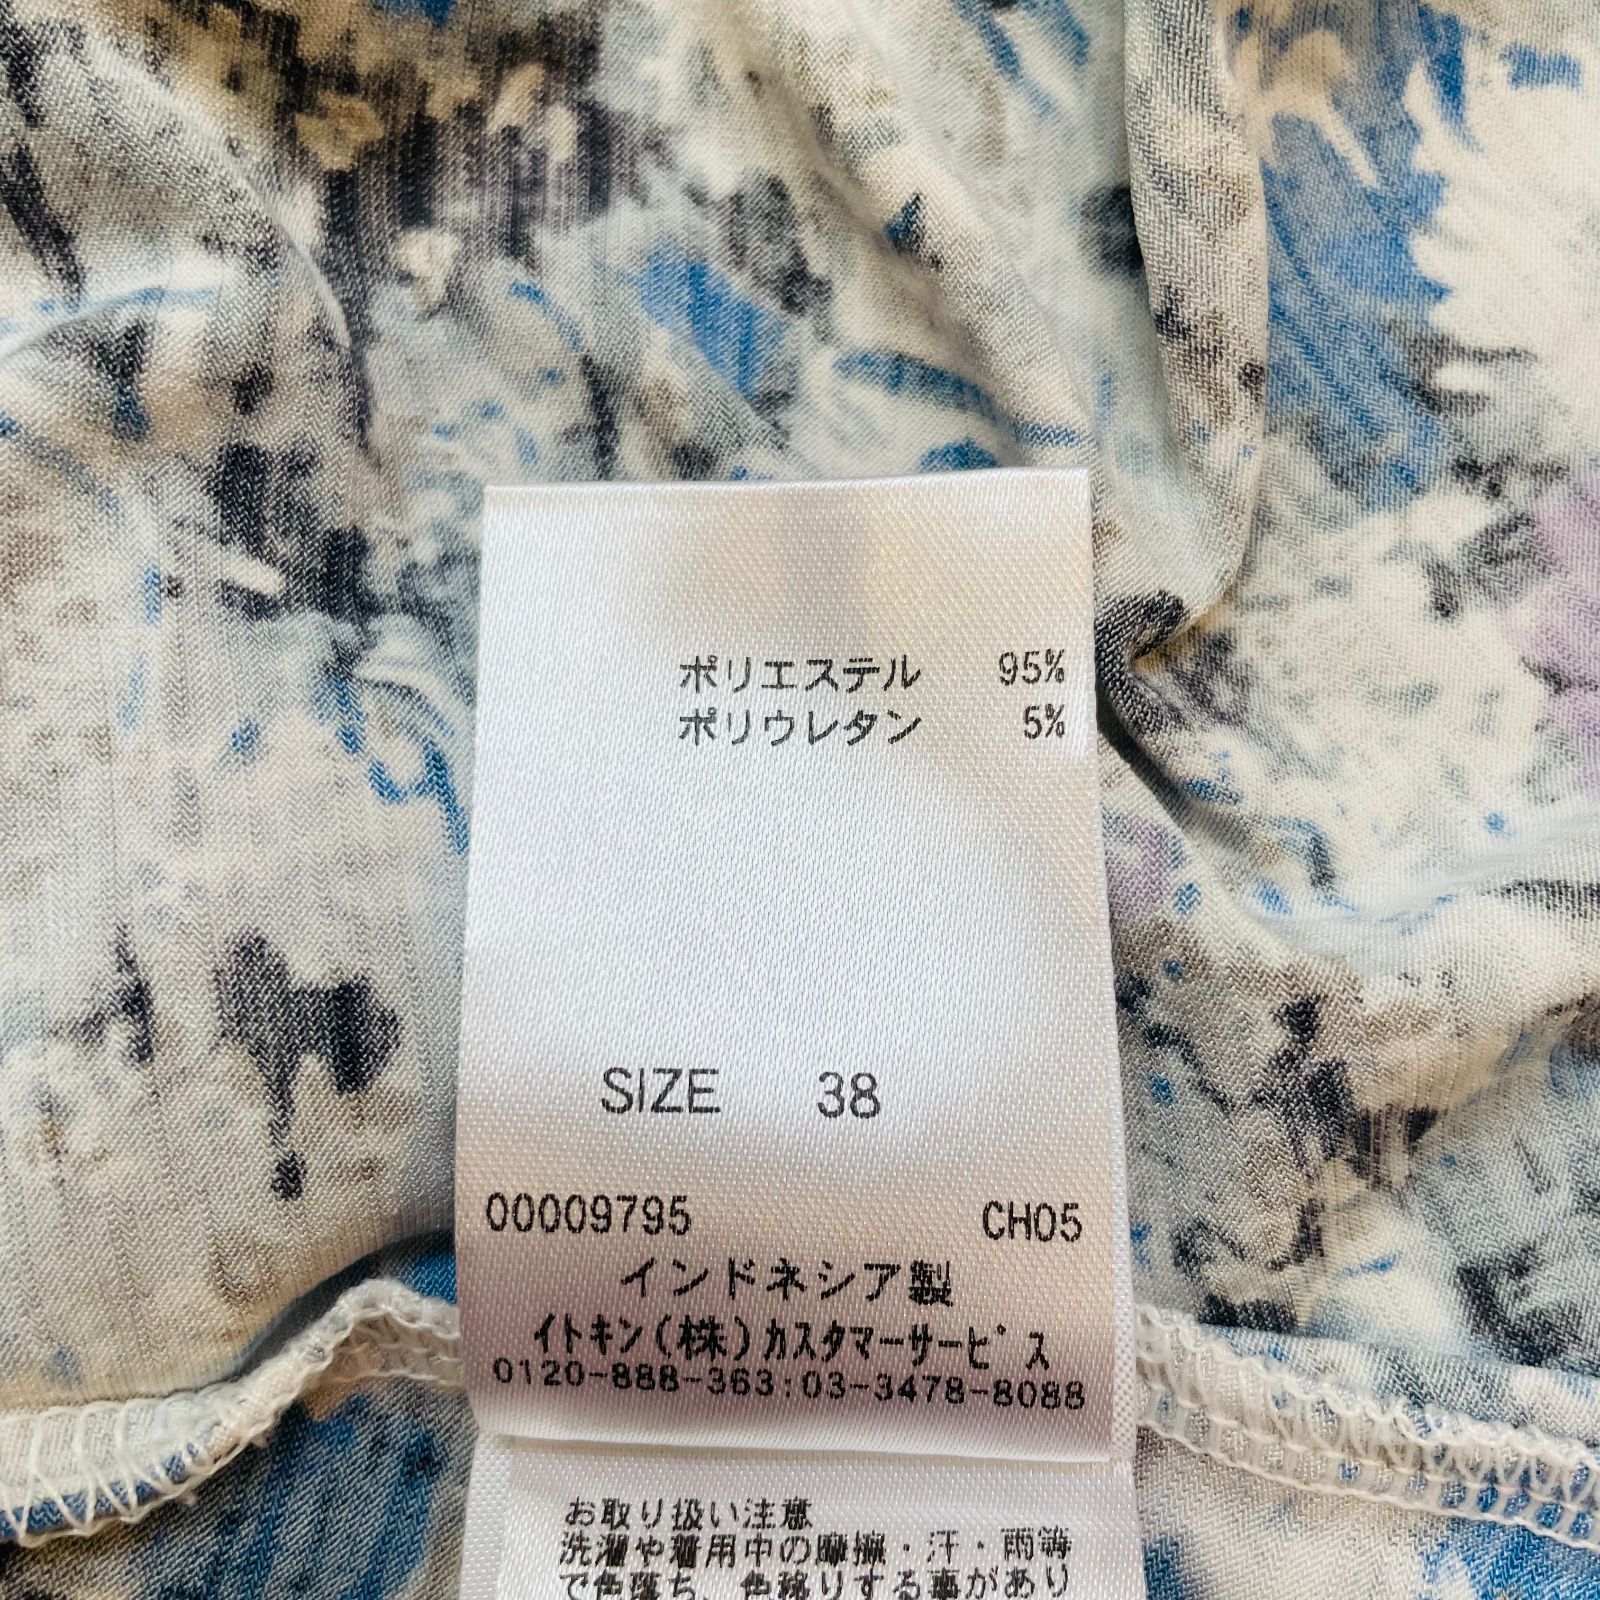 ポリエステル 95%
ポリウレタン 5%
SIZE 38
00009795 CH05
インドネシア製
イトキン(株)カスタマーサービス
0120-888-363:03-3478-8088
お取り扱い注意
洗濯や着用中の摩擦・汗・雨等
で色落ち、色移りする事があり